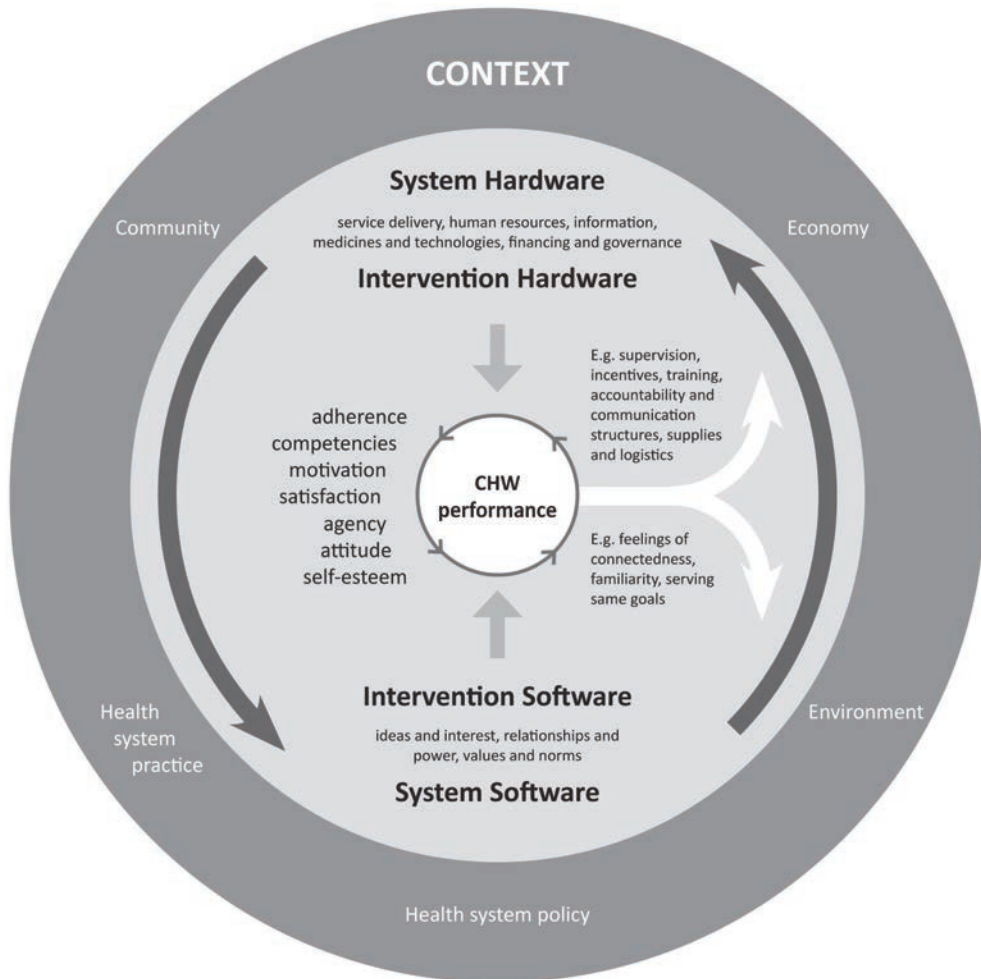 CONTEXT
Community
Economy
System Hardware
service delivery, human resources, information,
medicines and technologies, financing and governance
Intervention Hardware
E.g. supervision,
incentives, training,
accountability and
communication
structures, supplies
and logistics
adherence
competencies
motivation
satisfaction
agency
attitude
self-esteem
CHW
performance
E.g. feelings of
connectedness,
familiarity, serving
same goals
Intervention Software
ideas and interest, relationships and
power, values and norms
System Software
Health
system
practice
Environment
Health system policy